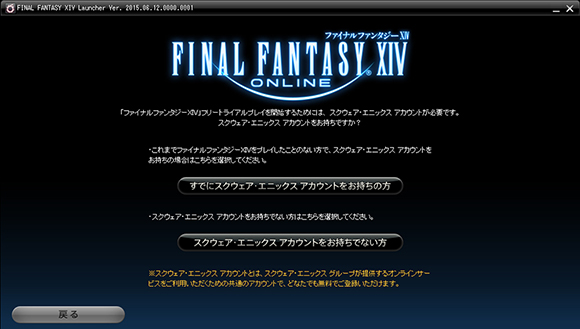 FINAL FANTASY XIV Launcher Ver. 2015.08.12.0000.0001
ファイナルファンタジーXIV
FINAL FANTASY XIV
ONLINE
「ファイナルファンタジーXIV」フリートライアルプレイを開始するためには、スクウェア・エニックス アカウントが必要です。
スクウェア・エニックス アカウントをお持ちですか？
・これまでファイナルファンタジーXIVをプレイしたことのない方で、スクウェア・エニックス アカウントを
お持ちの場合はこちらを選択してください。
すでにスクウェア・エニックス アカウントをお持ちの方
・スクウェア・エニックス アカウントをお持ちでない方はこちらを選択してください。
スクウェア・エニックス アカウントをお持ちでない方
※スクウェア・エニックス アカウントとは、スクウェア・エニックス グループが提供するオンラインサー
ビスをご利用いただくための共通のアカウントで、どなたでも無料でご登録いただけます。
戻る